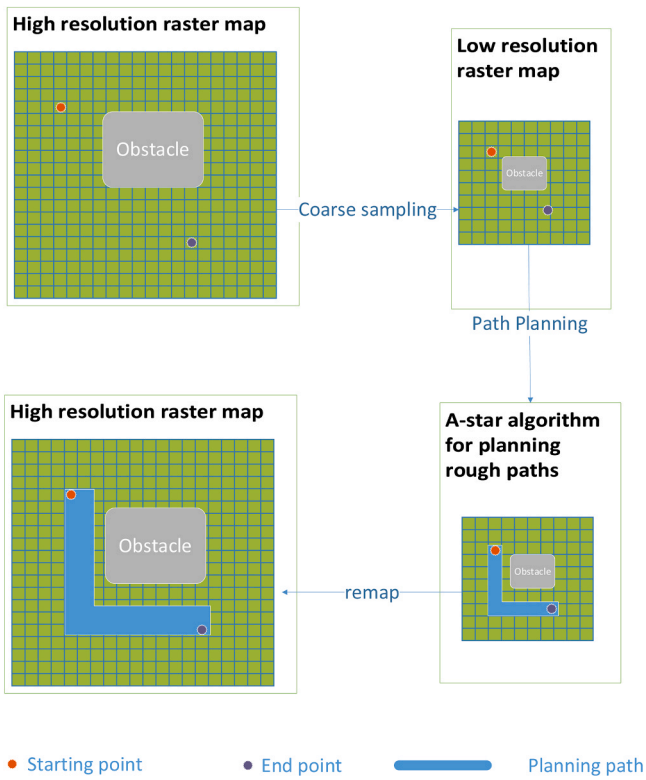 High resolution raster map
Obstacle
Coarse sampling
Low resolution
raster map
Obstacle
Path Planning
A-star algorithm
for planning
rough paths
Obstacle
remap
High resolution raster map
Obstacle
Starting point
End point
Planning path